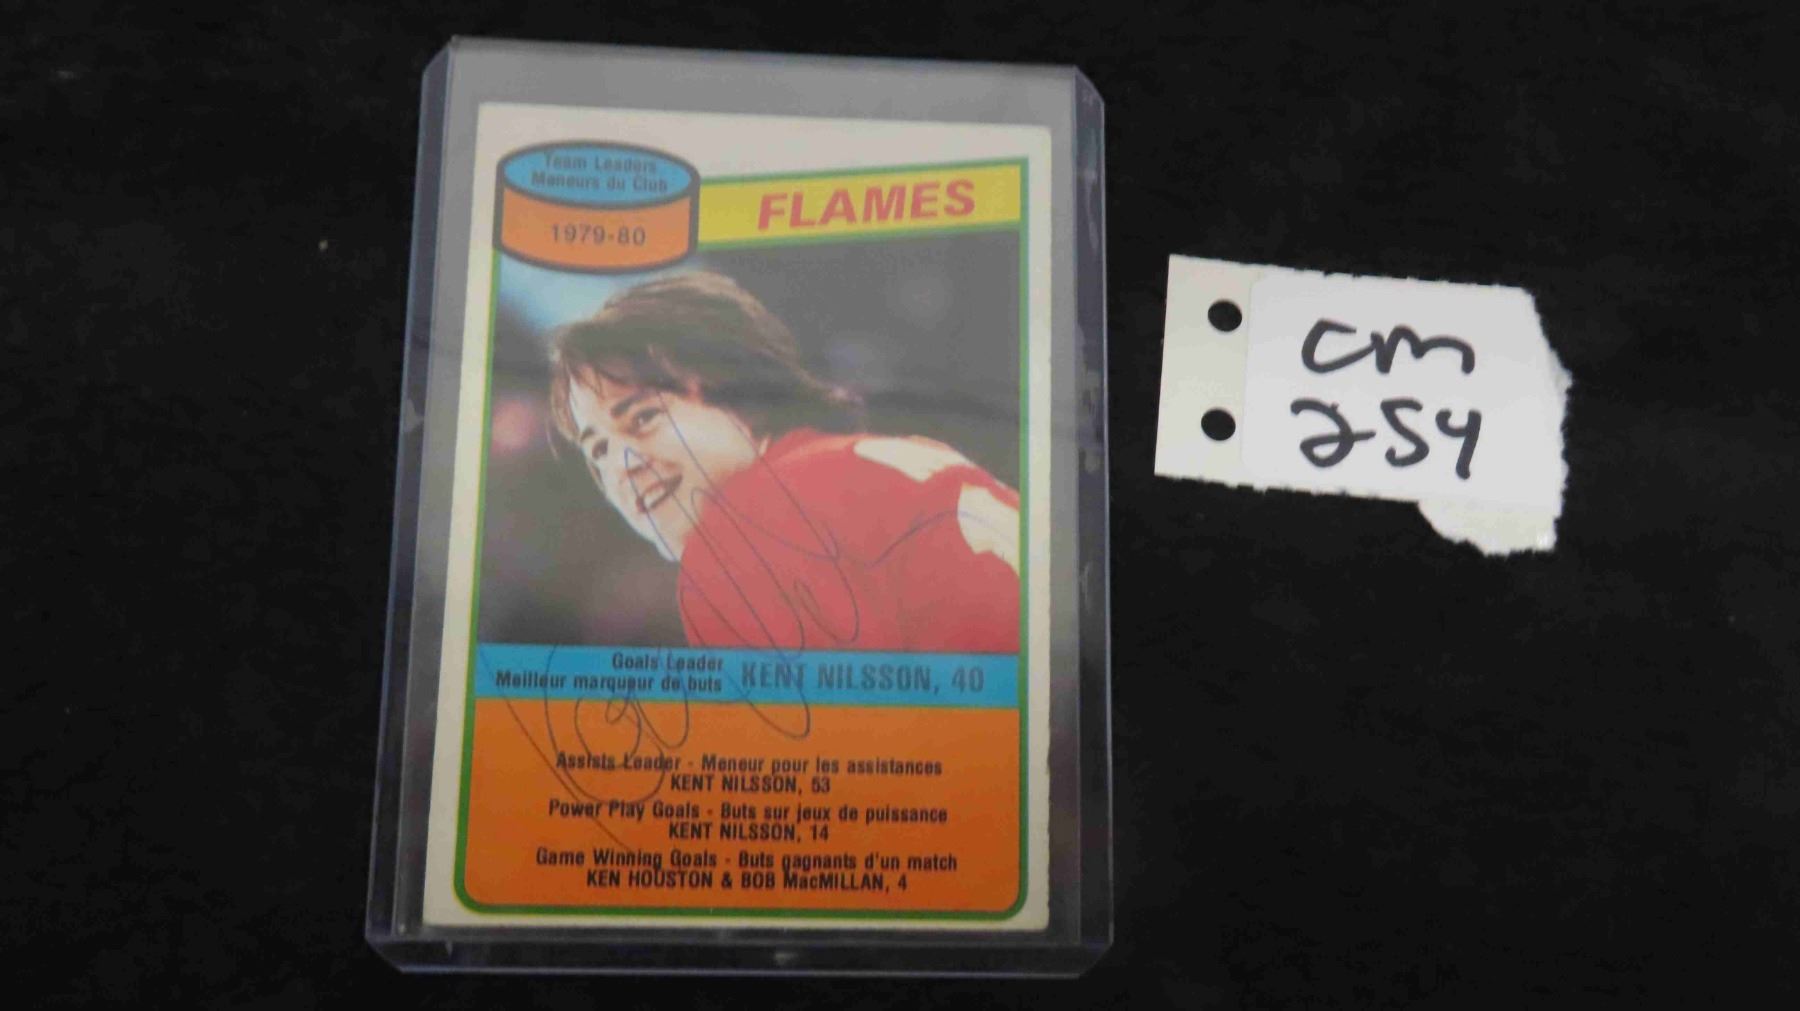 Team Leaders
Meneurs du Club
1979-80
FLAMES
Goals Leader
Meilleur marqueur de buts
KENT NILSSON, 40
Assists Leader - Meneur pour les assistances
KENT NILSSON, 53
Power Play Goals - Buts sur jeux de puissance
KENT NILSSON, 14
Game Winning Goals - Buts gagnants d'un match
KEN HOUSTON & BOB MacMILLAN, 4
cm
254